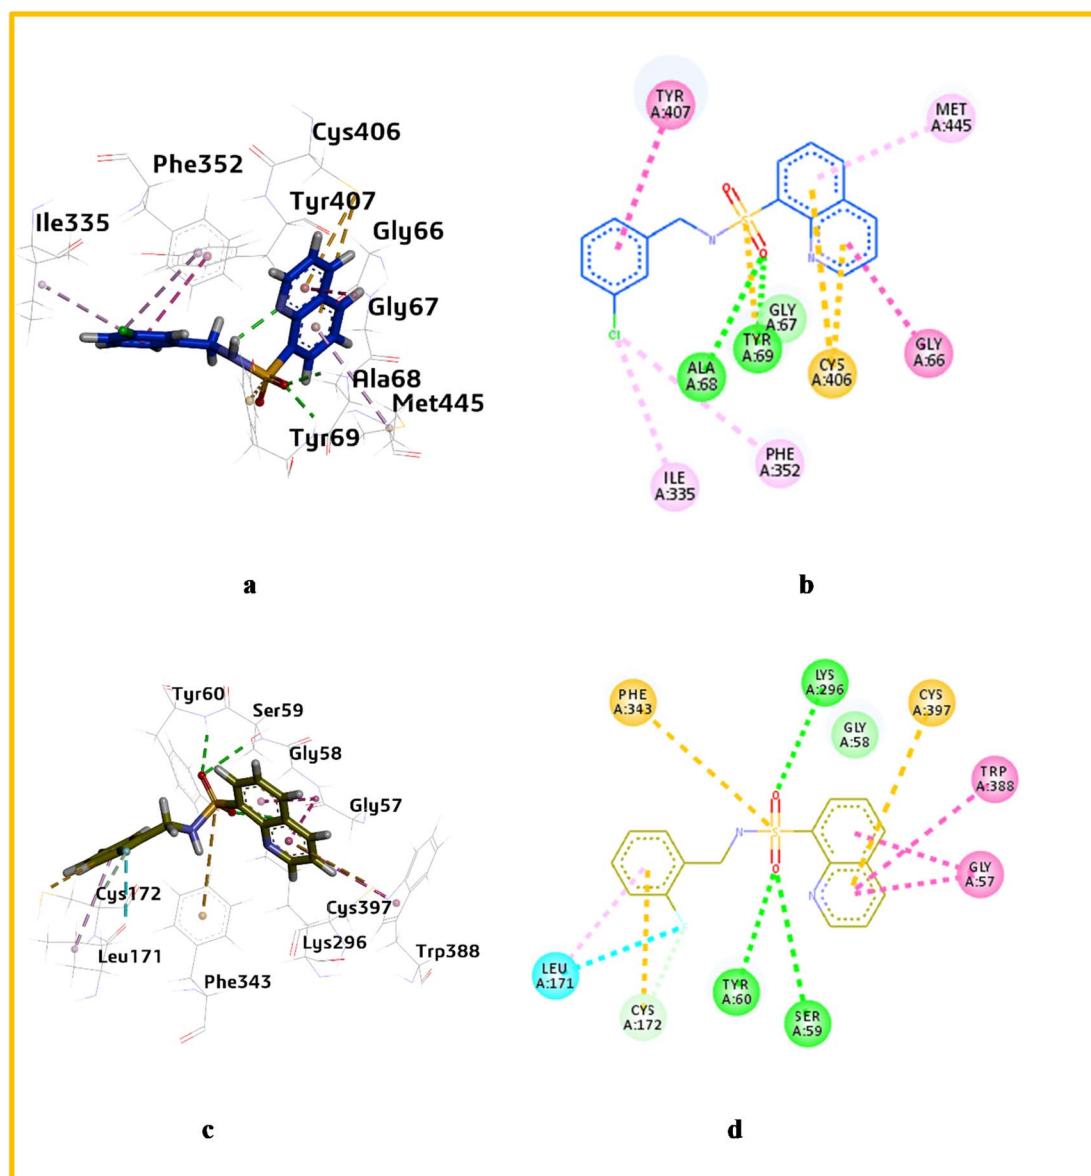 Cys406
Phe352
Tyr407
Ile335
Gly66
Gly67
Ala68
Met445
Tyr69
a
TYR
A:407
MET
A:445
O
S
N
O
N
Cl
GLY
A:67
TYR
A:69
ALA
A:68
CYS
A:406
GLY
A:66
PHE
A:352
ILE
A:335
b
Tyr60
Ser59
Gly58
Gly57
Cys172
Cys397
Leu171
Lys296
Trp388
Phe343
c
LYS
A:296
PHE
A:343
CYS
A:397
GLY
A:58
TRP
A:388
O
N
S
O
N
GLY
A:57
LEU
A:171
TYR
A:60
CYS
A:172
SER
A:59
d